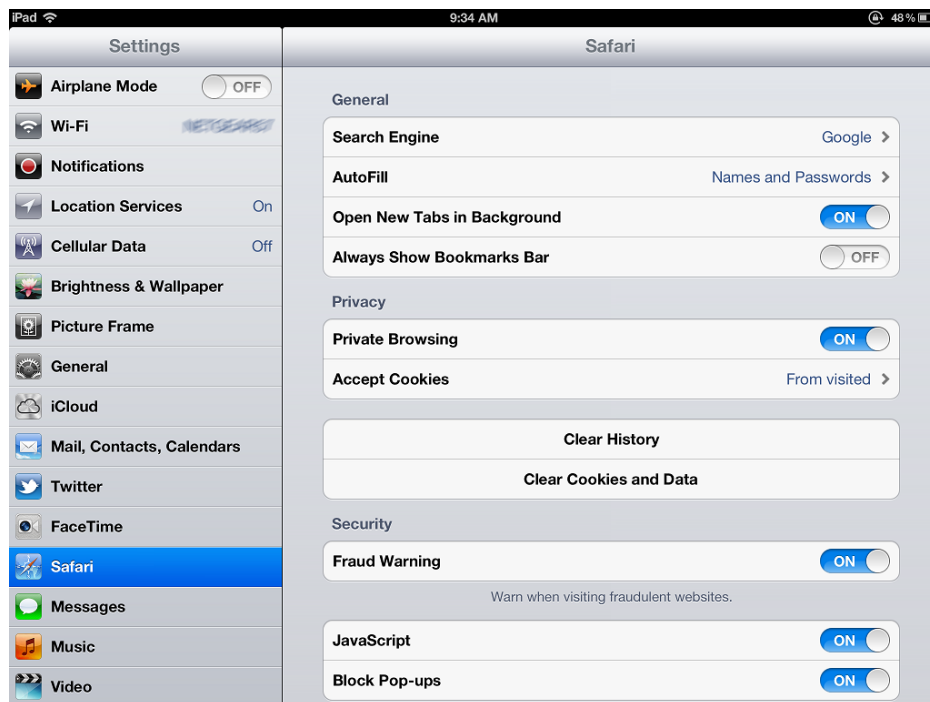 iPad 9:34 AM 48%
Settings
Safari
Airplane Mode OFF
Wi-Fi
Notifications
Location Services On
Cellular Data Off
Brightness & Wallpaper
Picture Frame
General
iCloud
Mail, Contacts, Calendars
Twitter
FaceTime
Safari
Messages
Music
Video
General
Search Engine Google
AutoFill Names and Passwords
Open New Tabs in Background ON
Always Show Bookmarks Bar OFF
Privacy
Private Browsing ON
Accept Cookies From visited
Clear History
Clear Cookies and Data
Security
Fraud Warning ON
Warn when visiting fraudulent websites.
JavaScript ON
Block Pop-ups ON